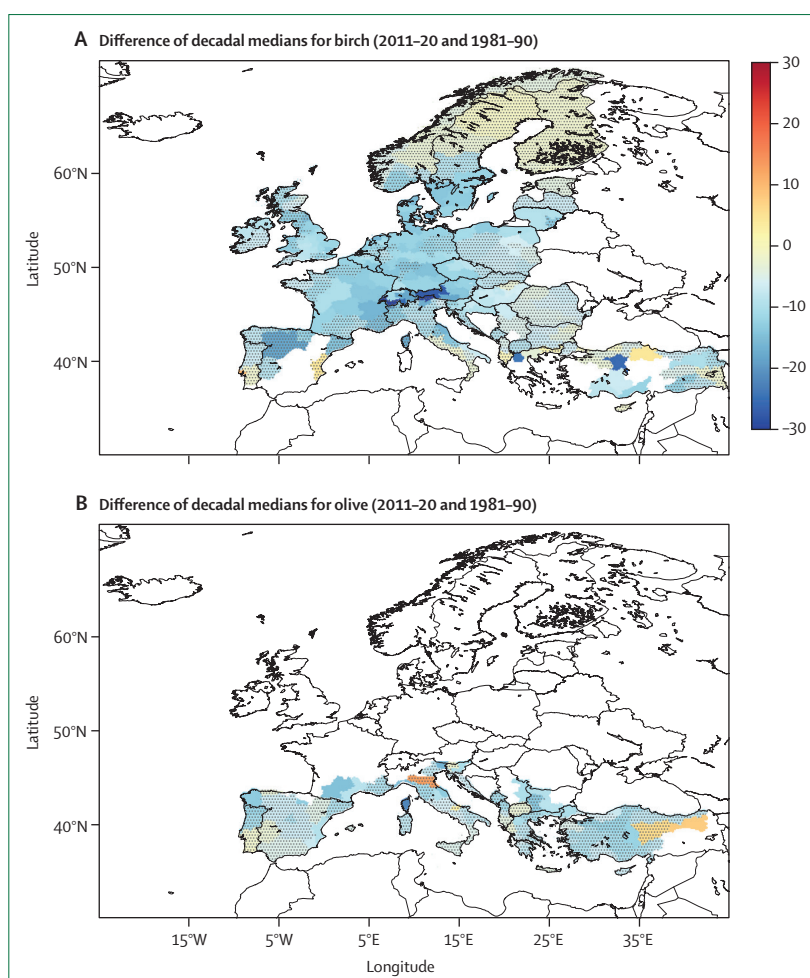 A Difference of decadal medians for birch (2011–20 and 1981–90)
30
20
10
0
–10
–20
–30
60°N
50°N
40°N
Latitude
B Difference of decadal medians for olive (2011–20 and 1981–90)
60°N
50°N
40°N
Latitude
15°W
5°W
5°E
15°E
25°E
35°E
Longitude